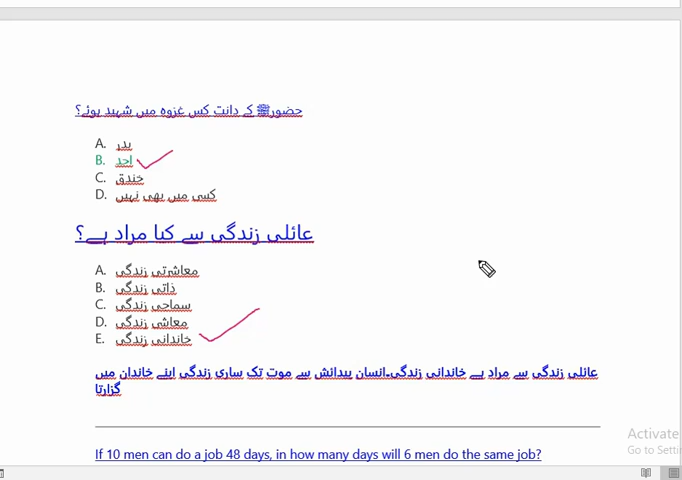 حضورﷺ کے دانت کس غزوہ میں شہید ہوئے؟
A. بدر
B. احد
C. خندق
D. کسی میں بھی نہیں
عائلی زندگی سے کیا مراد ہے؟
A. معاشرتی زندگی
B. ذاتی زندگی
C. سماجی زندگی
D. معاشی زندگی
E. خاندانی زندگی
عائلی زندگی سے مراد ہے خاندانی زندگی۔انسان پیدائش سے موت تک ساری زندگی اپنے خاندان میں
گزارتا
Activate
Go to Setti
If 10 men can do a job 48 days, in how many days will 6 men do the same job?